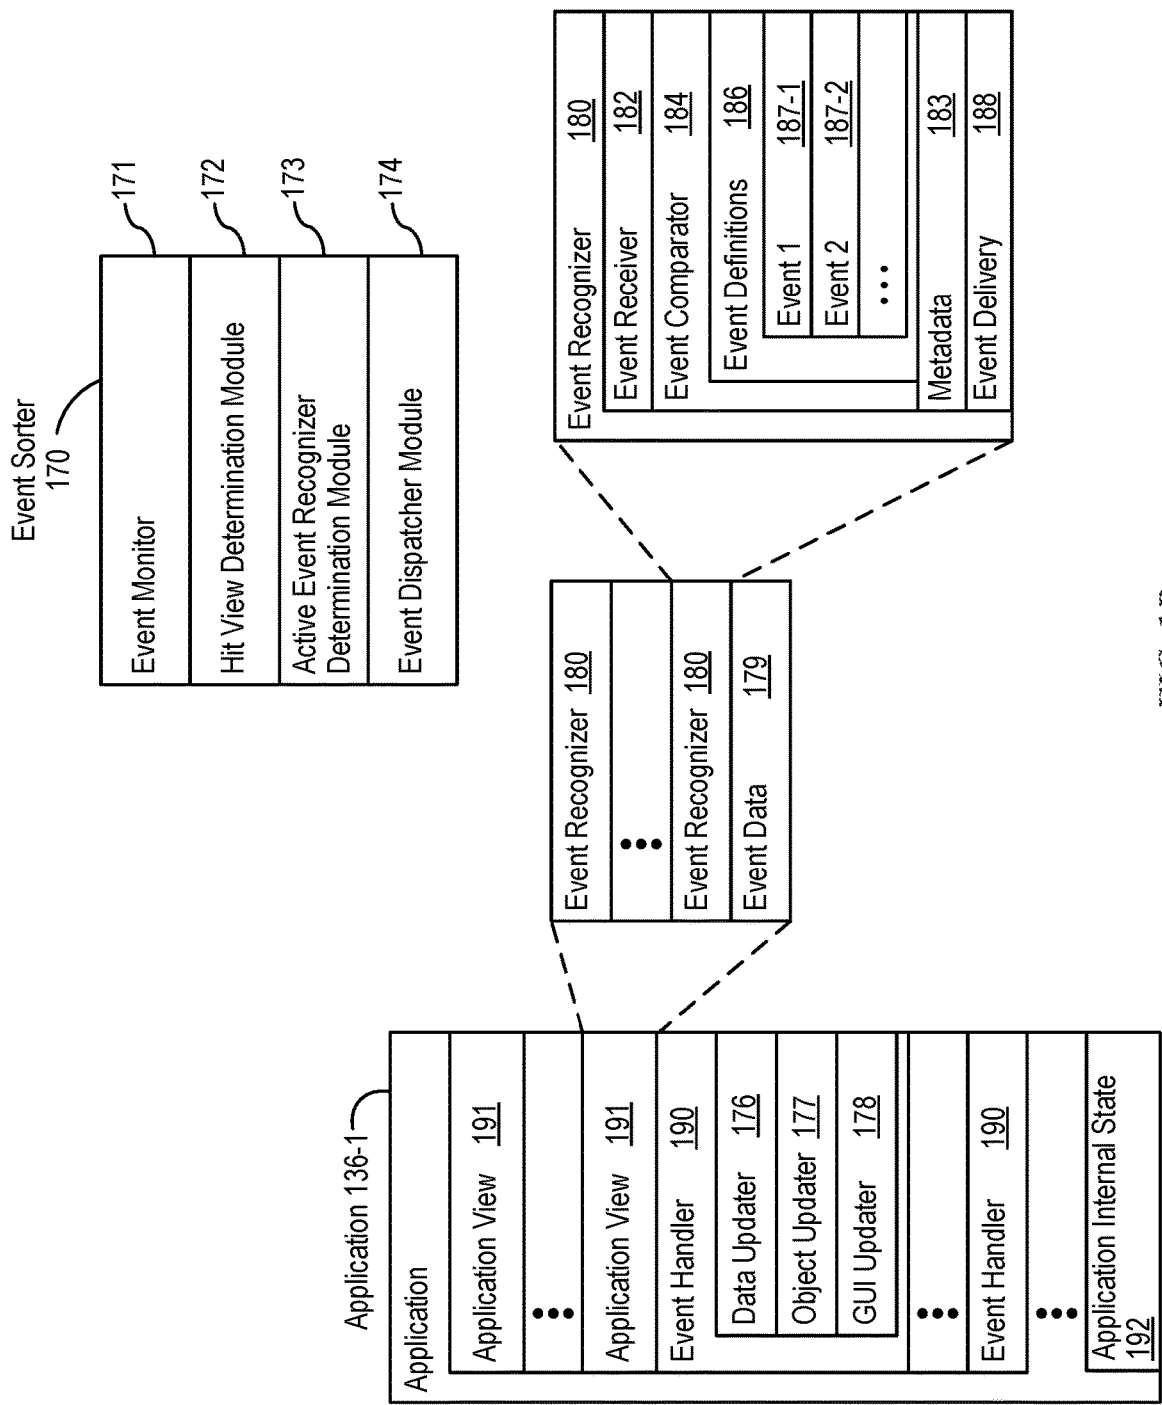 Event Sorter
170
Event Monitor
171
Hit View Determination Module
172
Active Event Recognizer
Determination Module
173
Event Dispatcher Module
174
Application 136-1
Application
Application View 191
Application View 191
Event Handler 190
Data Updater 176
Object Updater 177
GUI Updater 178
Event Handler 190
Application Internal State
192
Event Recognizer 180
Event Recognizer 180
Event Data 179
Event Recognizer 180
Event Receiver 182
Event Comparator 184
Event Definitions 186
Event 1 187-1
Event 2 187-2
Metadata 183
Event Delivery 188